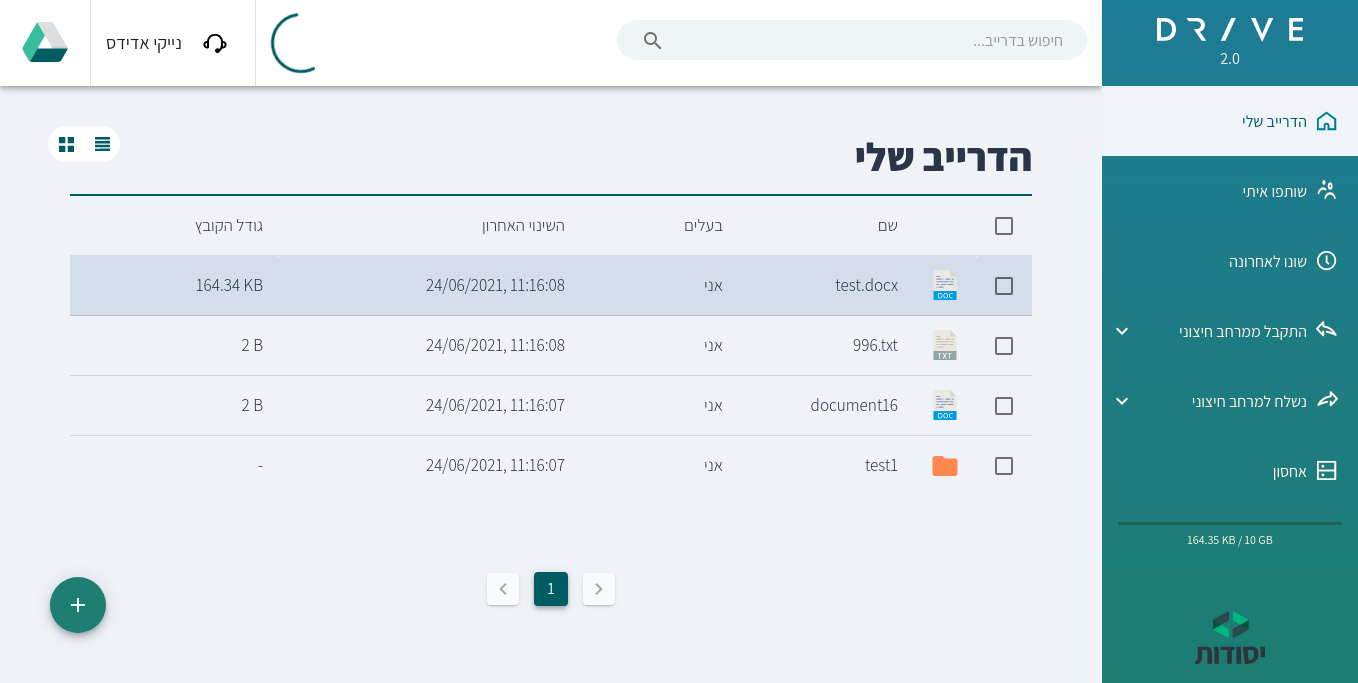 DRIVE
2.0
חיפוש בדרייב...
נייקי אדידס
הדרייב שלי
שותפו איתי
שונו לאחרונה
התקבל ממרחב חיצוני
נשלח למרחב חיצוני
אחסון
164.35 KB / 10 GB
יסודות
הדרייב שלי
שם בעלים השינוי האחרון גודל הקובץ
DOC test.docx אני 24/06/2021, 11:16:08 164.34 KB
TXT 996.txt אני 24/06/2021, 11:16:08 2 B
DOC document16 אני 24/06/2021, 11:16:07 2 B
test1 אני 24/06/2021, 11:16:07 -
1